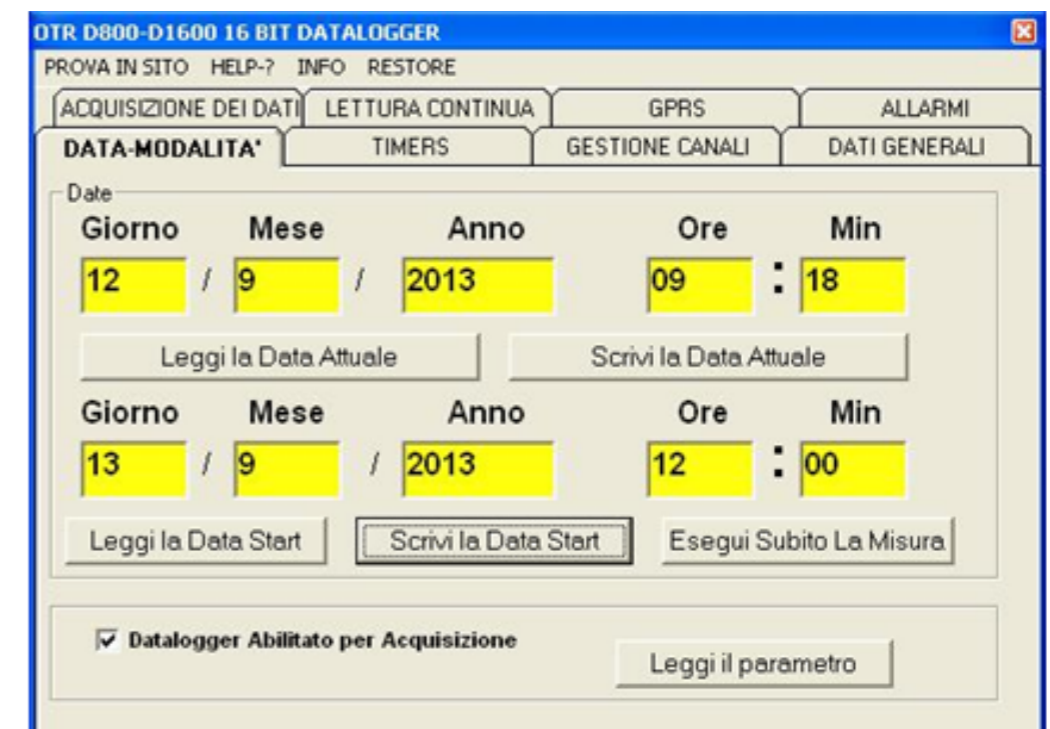 OTR D800-D1600 16 BIT DATALOGGER
PROVA IN SITO HELP-? INFO RESTORE
ACQUISIZIONE DEI DATI LETTURA CONTINUA GPRS ALLARMI
DATA-MODALITA' TIMERS GESTIONE CANALI DATI GENERALI
Date
Giorno Mese Anno Ore Min
12 / 9 / 2013 09 : 18
Leggi la Data Attuale Scrivi la Data Attuale
Giorno Mese Anno Ore Min
13 / 9 / 2013 12 : 00
Leggi la Data Start Scrivi la Data Start Esegui Subito La Misura
Datalogger Abilitato per Acquisizione
Leggi il parametro